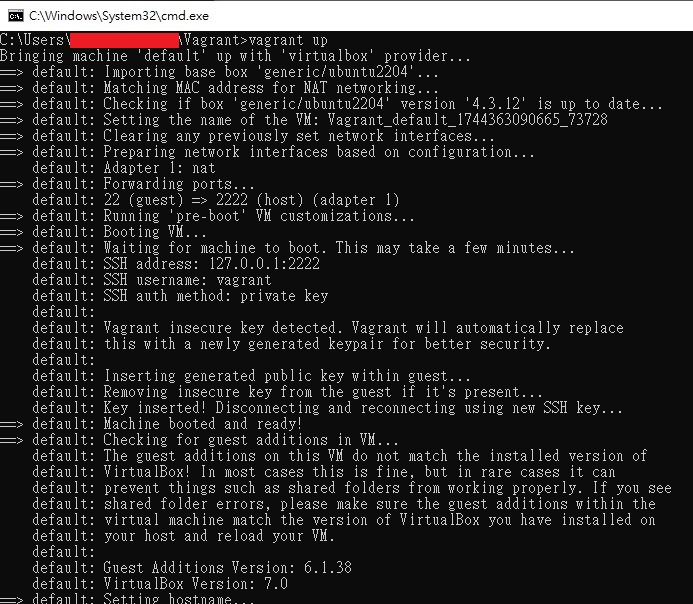 C:\Windows\System32\cmd.exe
C:\Users\ \Vagrant>vagrant up
Bringing machine 'default' up with 'virtualbox' provider...
==> default: Importing base box 'generic/ubuntu2204'...
==> default: Matching MAC address for NAT networking...
==> default: Checking if box 'generic/ubuntu2204' version '4.3.12' is up to date...
==> default: Setting the name of the VM: Vagrant_default_1744363090665_73728
==> default: Clearing any previously set network interfaces...
==> default: Preparing network interfaces based on configuration...
    default: Adapter 1: nat
==> default: Forwarding ports...
    default: 22 (guest) => 2222 (host) (adapter 1)
==> default: Running 'pre-boot' VM customizations...
==> default: Booting VM...
==> default: Waiting for machine to boot. This may take a few minutes...
    default: SSH address: 127.0.0.1:2222
    default: SSH username: vagrant
    default: SSH auth method: private key
    default:
    default: Vagrant insecure key detected. Vagrant will automatically replace
    default: this with a newly generated keypair for better security.
    default:
    default: Inserting generated public key within guest...
    default: Removing insecure key from the guest if it's present...
    default: Key inserted! Disconnecting and reconnecting using new SSH key...
==> default: Machine booted and ready!
==> default: Checking for guest additions in VM...
    default: The guest additions on this VM do not match the installed version of
    default: VirtualBox! In most cases this is fine, but in rare cases it can
    default: prevent things such as shared folders from working properly. If you see
    default: shared folder errors, please make sure the guest additions within the
    default: virtual machine match the version of VirtualBox you have installed on
    default: your host and reload your VM.
    default:
    default: Guest Additions Version: 6.1.38
    default: VirtualBox Version: 7.0
==> default: Setting hostname...